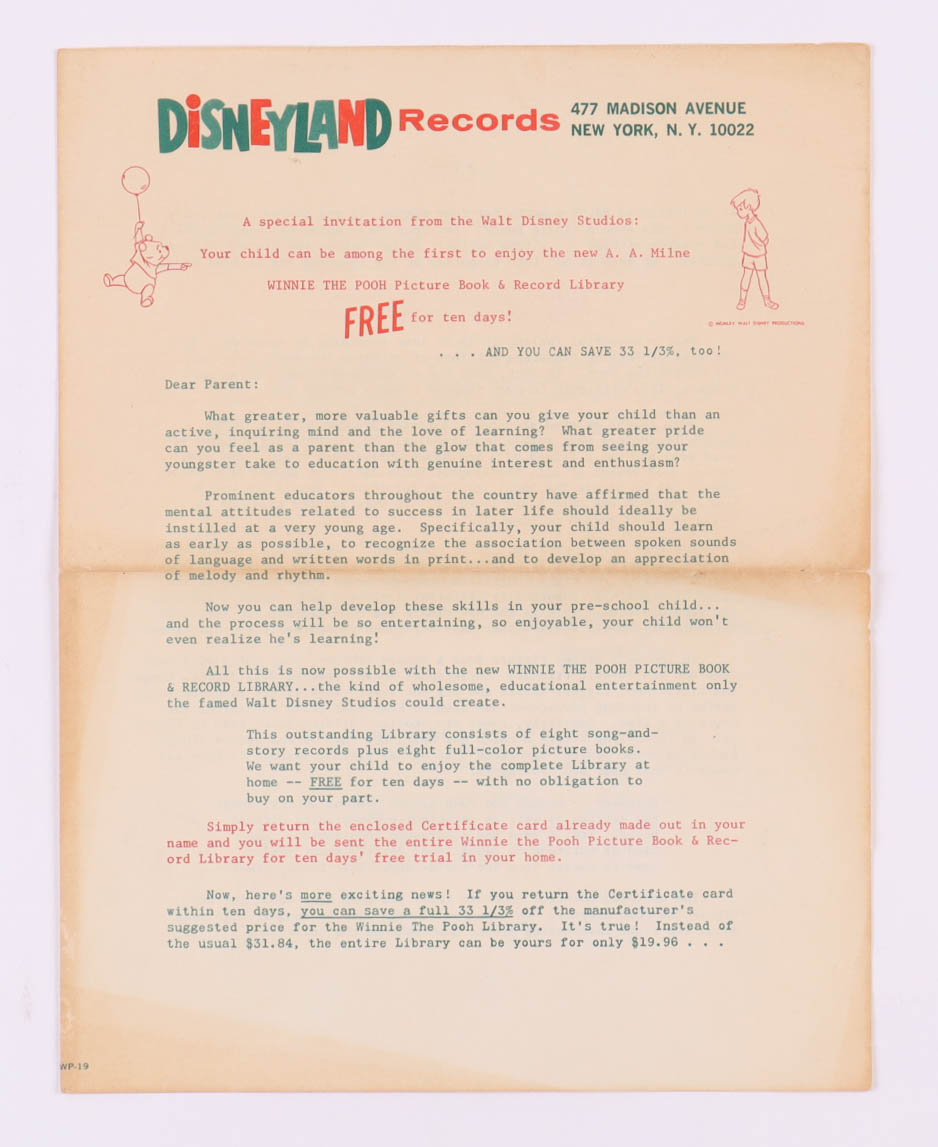 DiSNEYLAND Records 477 MADISON AVENUE
NEW YORK, N. Y. 10022
A special invitation from the Walt Disney Studios:
Your child can be among the first to enjoy the new A. A. Milne
WINNIE THE POOH Picture Book & Record Library
FREE for ten days!
© MCMLXV WALT DISNEY PRODUCTIONS
. . . AND YOU CAN SAVE 33 1/3%, too!
Dear Parent:
What greater, more valuable gifts can you give your child than an
active, inquiring mind and the love of learning? What greater pride
can you feel as a parent than the glow that comes from seeing your
youngster take to education with genuine interest and enthusiasm?
Prominent educators throughout the country have affirmed that the
mental attitudes related to success in later life should ideally be
instilled at a very young age. Specifically, your child should learn
as early as possible, to recognize the association between spoken sounds
of language and written words in print...and to develop an appreciation
of melody and rhythm.
Now you can help develop these skills in your pre-school child...
and the process will be so entertaining, so enjoyable, your child won't
even realize he's learning!
All this is now possible with the new WINNIE THE POOH PICTURE BOOK
& RECORD LIBRARY...the kind of wholesome, educational entertainment only
the famed Walt Disney Studios could create.
This outstanding Library consists of eight song-and-
story records plus eight full-color picture books.
We want your child to enjoy the complete Library at
home -- FREE for ten days -- with no obligation to
buy on your part.
Simply return the enclosed Certificate card already made out in your
name and you will be sent the entire Winnie the Pooh Picture Book & Rec-
ord Library for ten days' free trial in your home.
Now, here's more exciting news! If you return the Certificate card
within ten days, you can save a full 33 1/3% off the manufacturer's
suggested price for the Winnie The Pooh Library. It's true! Instead of
the usual $31.84, the entire Library can be yours for only $19.96 . . .
WP-19